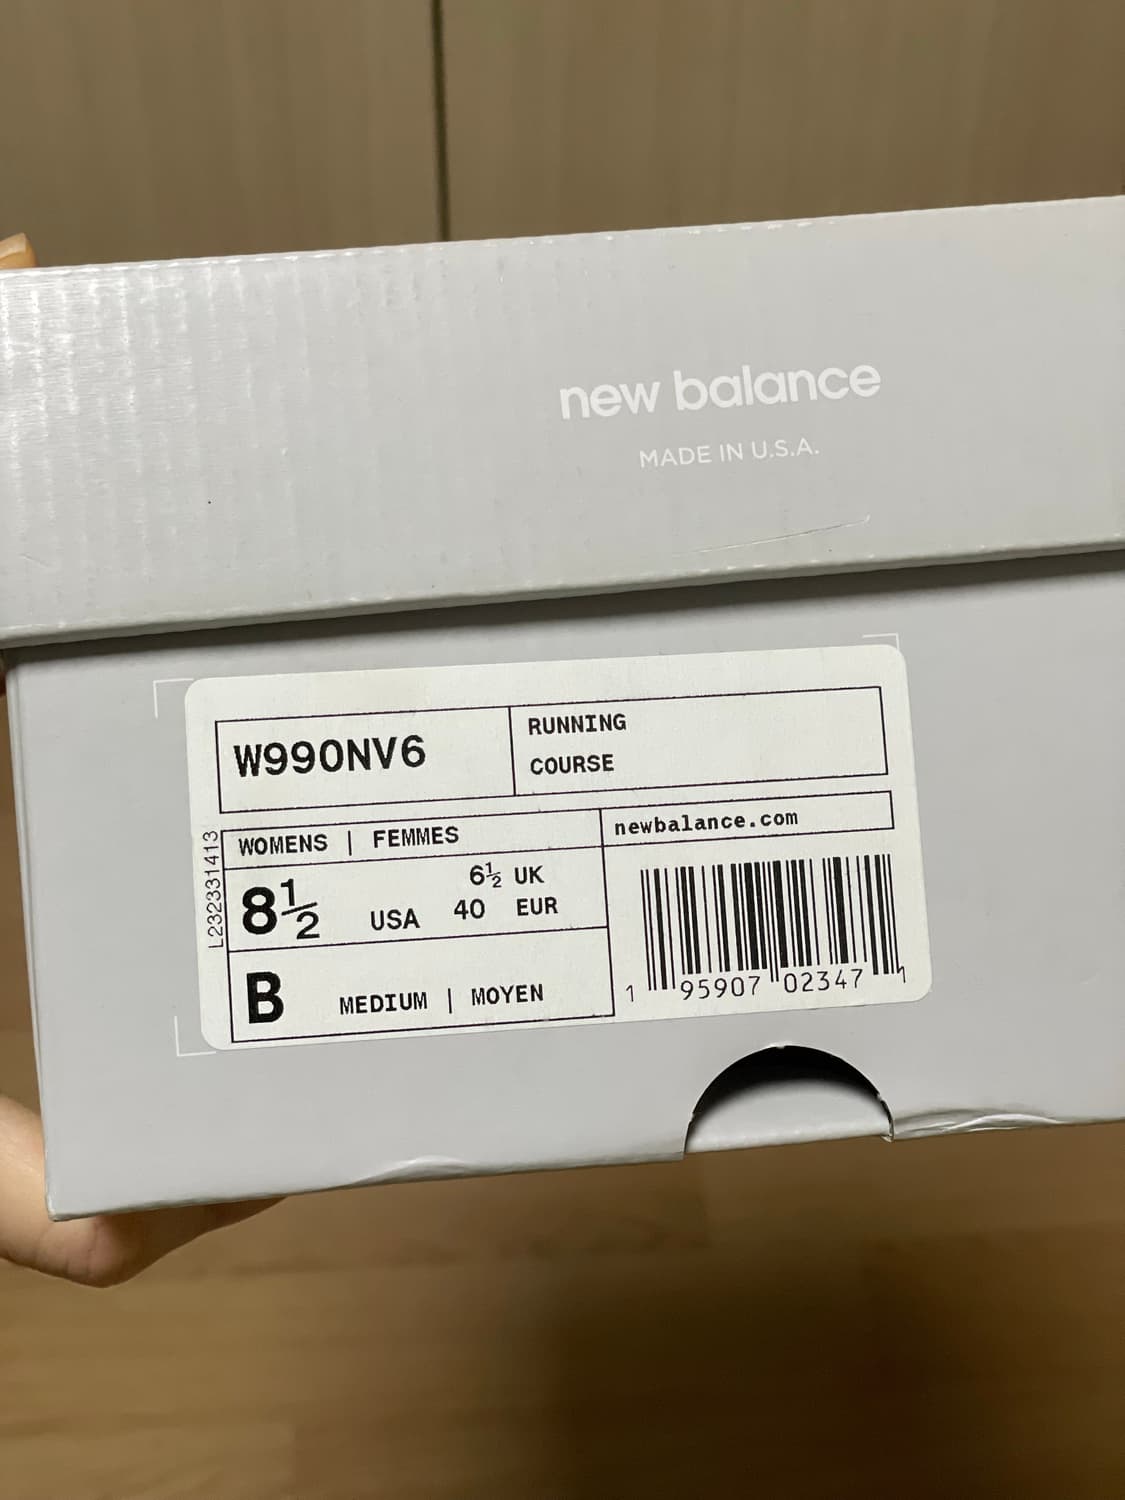 new balance
MADE IN U.S.A.
W990NV6
RUNNING
COURSE
L232331413
WOMENS | FEMMES
8½ USA
6½ UK
40 EUR
B MEDIUM | MOYEN
newbalance.com
1 95907 02347 1